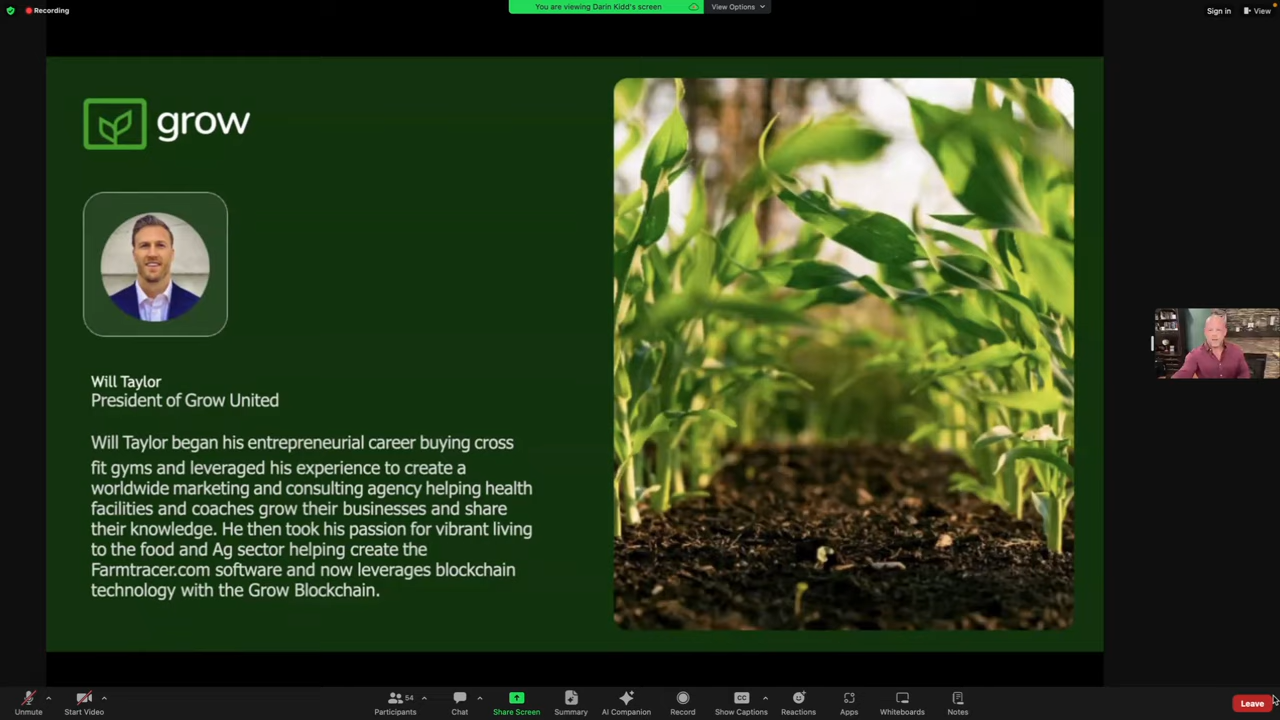 Recording
You are viewing Darin Kidd's screen
View Options
Sign in
View
grow
Will Taylor
President of Grow United
Will Taylor began his entrepreneurial career buying cross
fit gyms and leveraged his experience to create a
worldwide marketing and consulting agency helping health
facilities and coaches grow their businesses and share
their knowledge. He then took his passion for vibrant living
to the food and Ag sector helping create the
Farmtracer.com software and now leverages blockchain
technology with the Grow Blockchain.
Unmute
Start Video
54
Participants
Chat
Share Screen
Summary
AI Companion
Record
CC
Show Captions
Reactions
Apps
Whiteboards
Notes
Leave